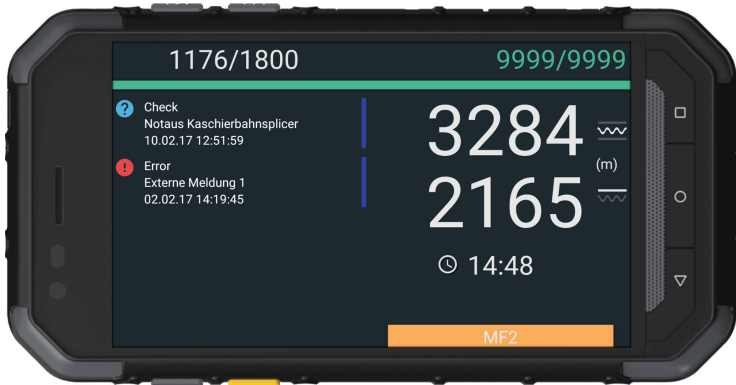 1176/1800
9999/9999
Check
Notaus Kaschierbahnsplicer
10.02.17 12:51:59
Error
Externe Meldung 1
02.02.17 14:19:45
3284
(m)
2165
14:48
MF2